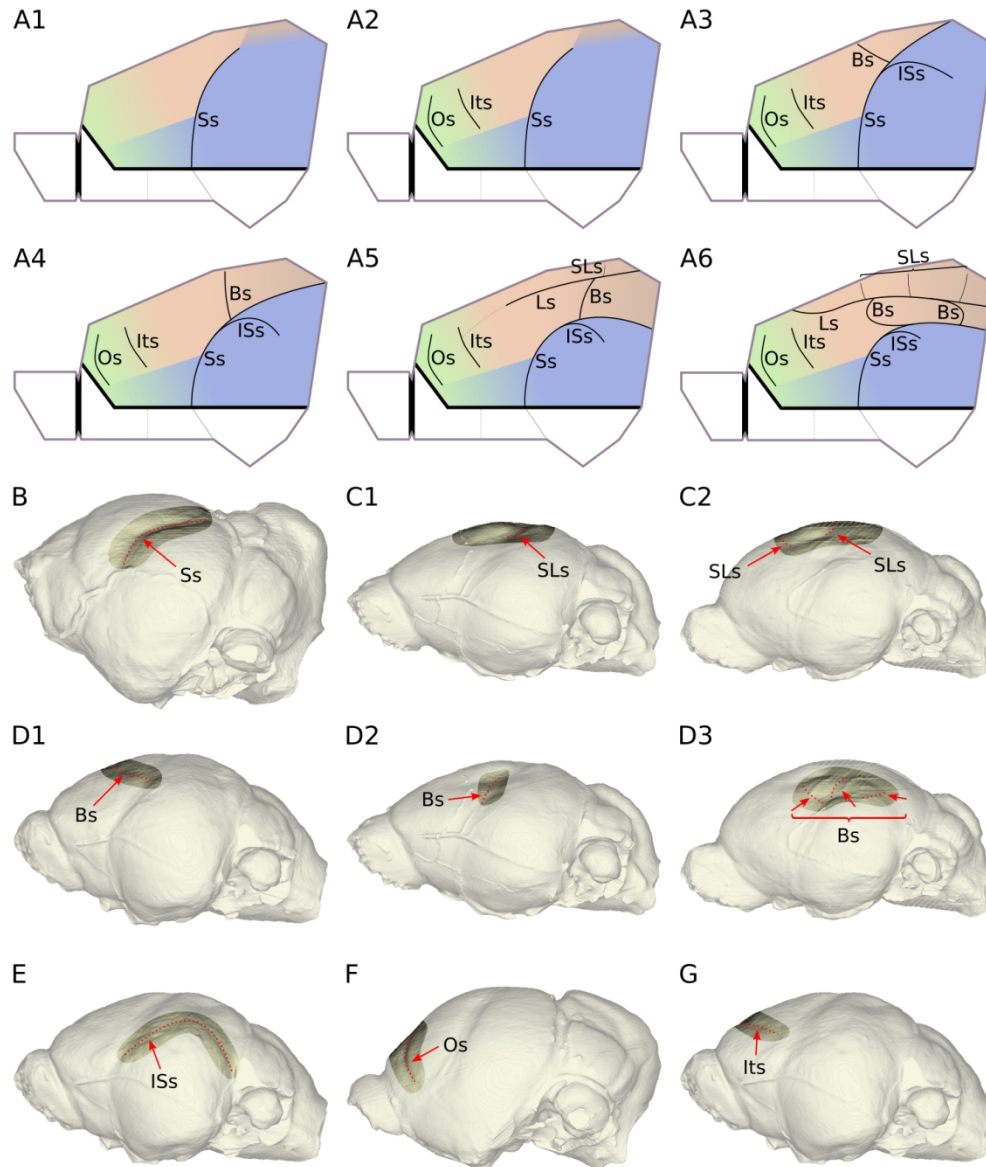 A1 A2 A3
Ss
Os Its Ss
Bs ISs Os Its Ss
A4 A5 A6
Bs ISs Os Its Ss
SLs Ls Bs ISs Os Its Ss
SLs Ls Bs Bs ISs Os Its Ss
B C1 C2
Ss
SLs
SLs SLs
D1 D2 D3
Bs
Bs
Bs
E F G
ISs
Os
Its